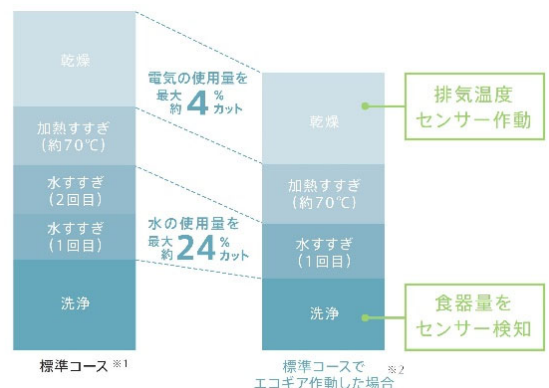 乾燥
加熱すすぎ
(約70℃)
水すすぎ
(2回目)
水すすぎ
(1回目)
洗浄
標準コース ※1
電気の使用量を
最大約4%カット
水の使用量を
最大約24%カット
乾燥
加熱すすぎ
(約70℃)
水すすぎ
(1回目)
洗浄
標準コースで
エコギア作動した場合 ※2
排気温度
センサー作動
食器量を
センサー検知